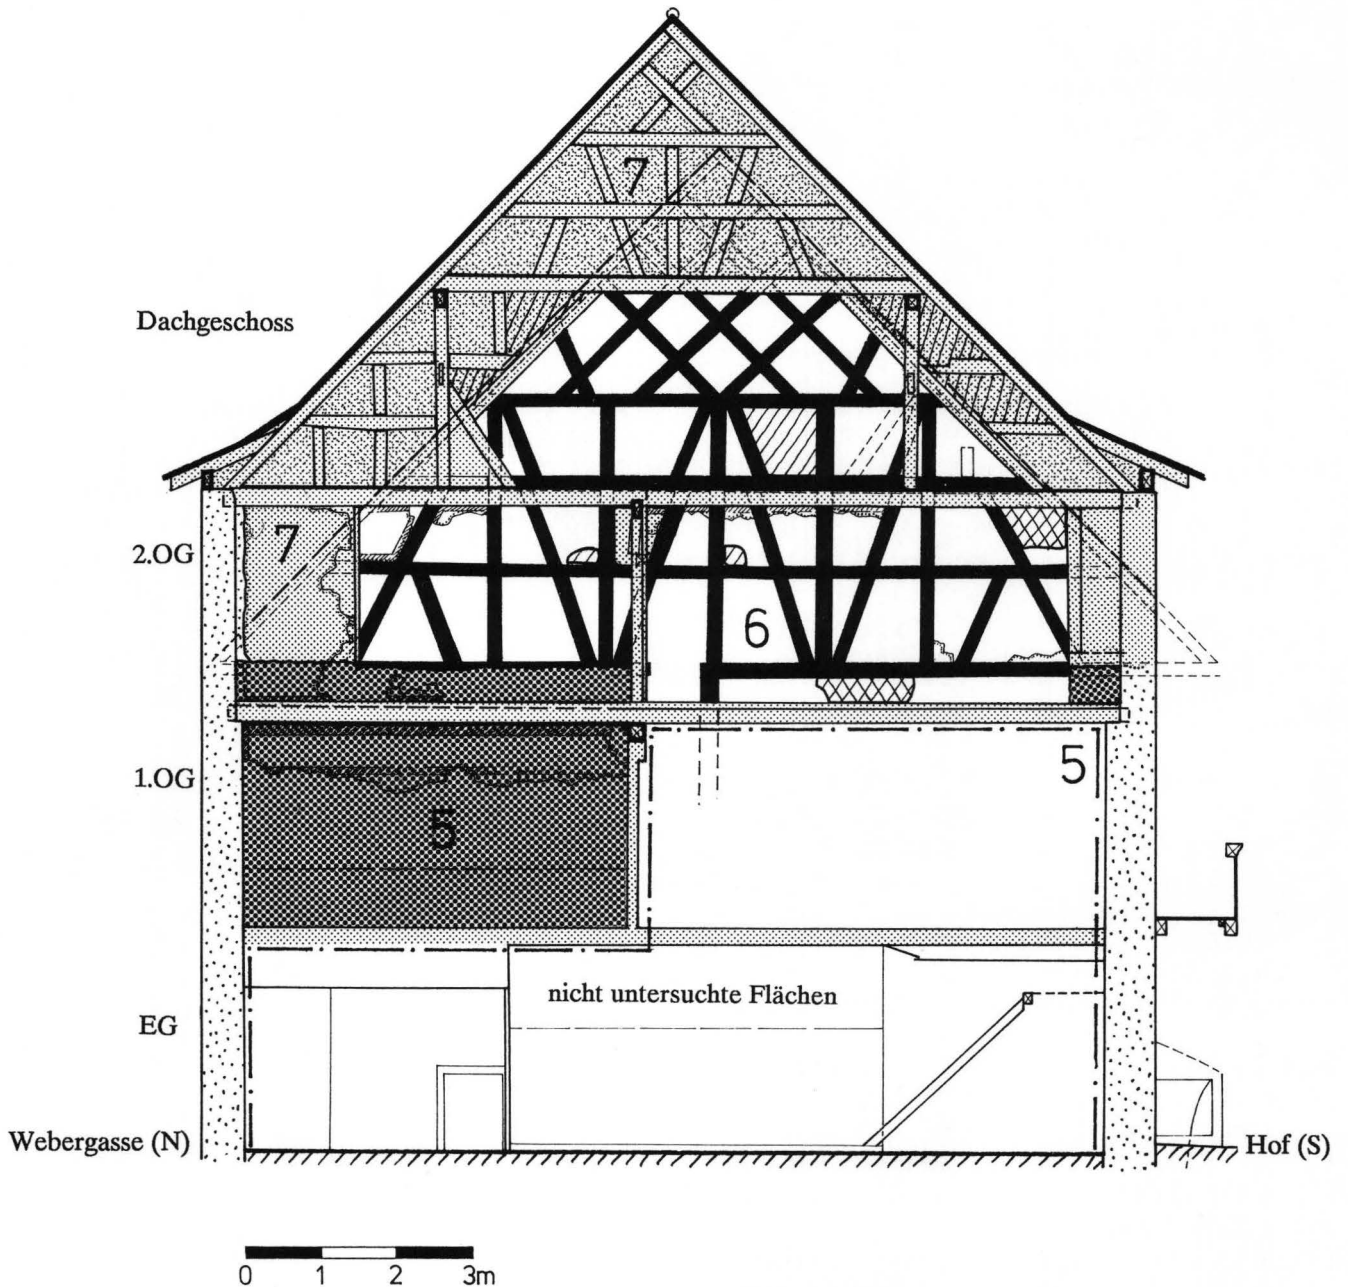 7
Dachgeschoss
7
2.OG
6
5
1.OG
5
nicht untersuchte Flächen
EG
Webergasse (N)
Hof (S)
0 1 2 3m